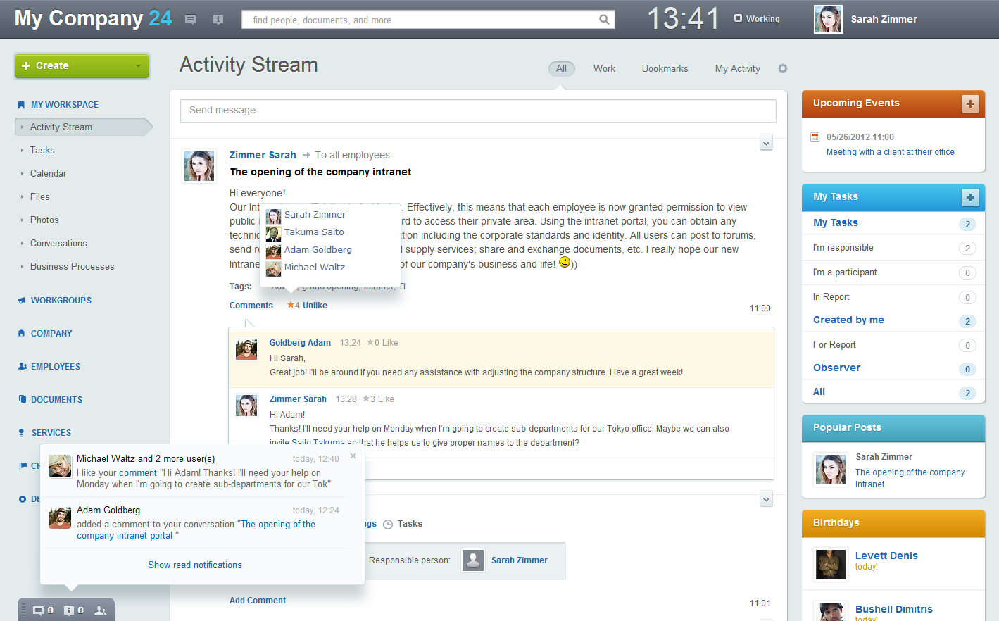 My Company 24
find people, documents, and more
13:41
Working
Sarah Zimmer
Create
Activity Stream
All
Work
Bookmarks
My Activity
MY WORKSPACE
Activity Stream
Tasks
Calendar
Files
Photos
Conversations
Business Processes
WORKGROUPS
COMPANY
EMPLOYEES
DOCUMENTS
SERVICES
CR
DE
Send message
Zimmer Sarah → To all employees
The opening of the company intranet
Hi everyone!
Our Int Effectively, this means that each employee is now granted permission to view
public rd to access their private area. Using the intranet portal, you can obtain any
technic ation including the corporate standards and identity. All users can post to forums,
send re d supply services; share and exchange documents, etc. I really hope our new
Intrane of our company's business and life! ))
Sarah Zimmer
Takuma Saito
Adam Goldberg
Michael Waltz
Tags: grand opening, intranet, Ti
Comments
4 Unlike
11:00
Goldberg Adam 13:24 0 Like
Hi Sarah,
Great job! I'll be around if you need any assistance with adjusting the company structure. Have a great week!
Zimmer Sarah 13:28 3 Like
Hi Adam!
Thanks! I'll need your help on Monday when I'm going to create sub-departments for our Tokyo office. Maybe we can also
invite Saito Takuma so that he helps us to give proper names to the department?
Michael Waltz and 2 more user(s) today, 12:40
I like your comment "Hi Adam! Thanks! I'll need your help on
Monday when I'm going to create sub-departments for our Tok"
Adam Goldberg today, 12:24
added a comment to your conversation "The opening of the
company intranet portal "
Show read notifications
ngs Tasks
Responsible person: Sarah Zimmer
Add Comment
11:01
0 0
Upcoming Events
05/26/2012 11:00
Meeting with a client at their office
My Tasks
My Tasks 2
I'm responsible 2
I'm a participant 0
In Report 0
Created by me 2
For Report 0
Observer 0
All 2
Popular Posts
Sarah Zimmer
The opening of the company
intranet
Birthdays
Levett Denis
today!
Bushell Dimitris
today!